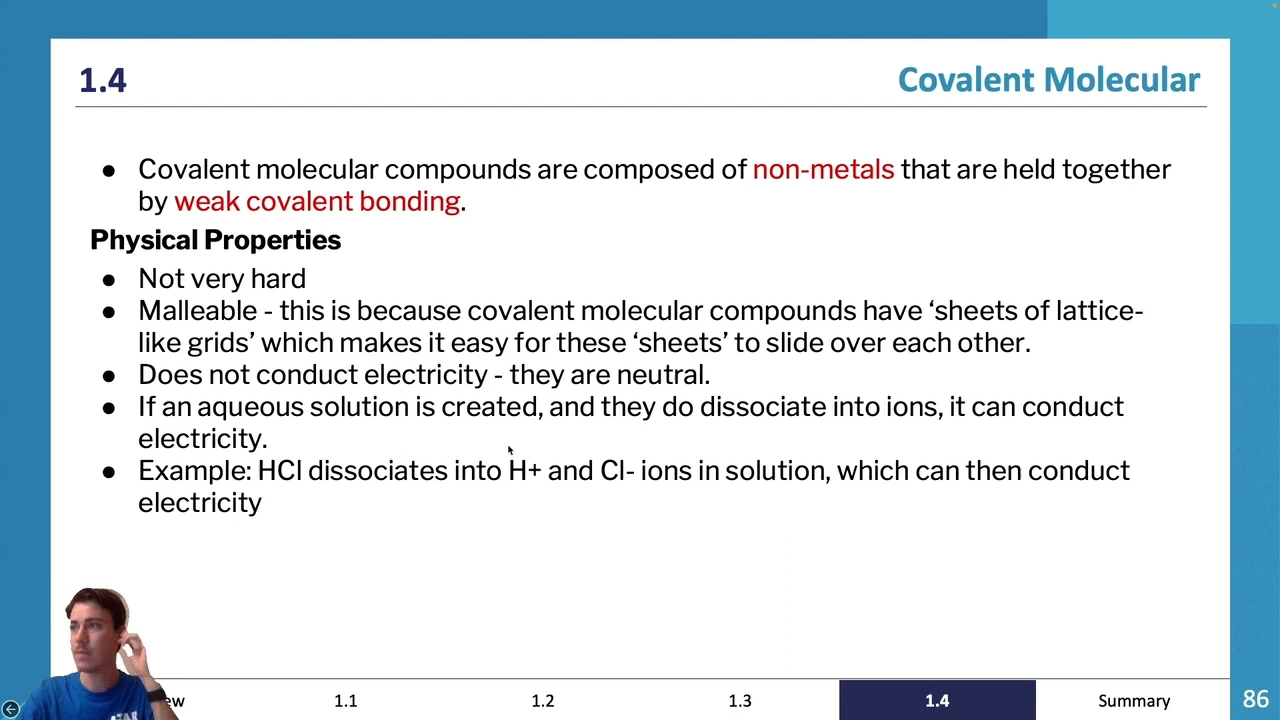 1.4
Covalent Molecular
● Covalent molecular compounds are composed of non-metals that are held together
by weak covalent bonding.
Physical Properties
● Not very hard
● Malleable - this is because covalent molecular compounds have ‘sheets of lattice-
like grids’ which makes it easy for these ‘sheets’ to slide over each other.
● Does not conduct electricity - they are neutral.
● If an aqueous solution is created, and they do dissociate into ions, it can conduct
electricity.
● Example: HCl dissociates into H+ and Cl- ions in solution, which can then conduct
electricity
1.1
1.2
1.3
1.4
Summary
86